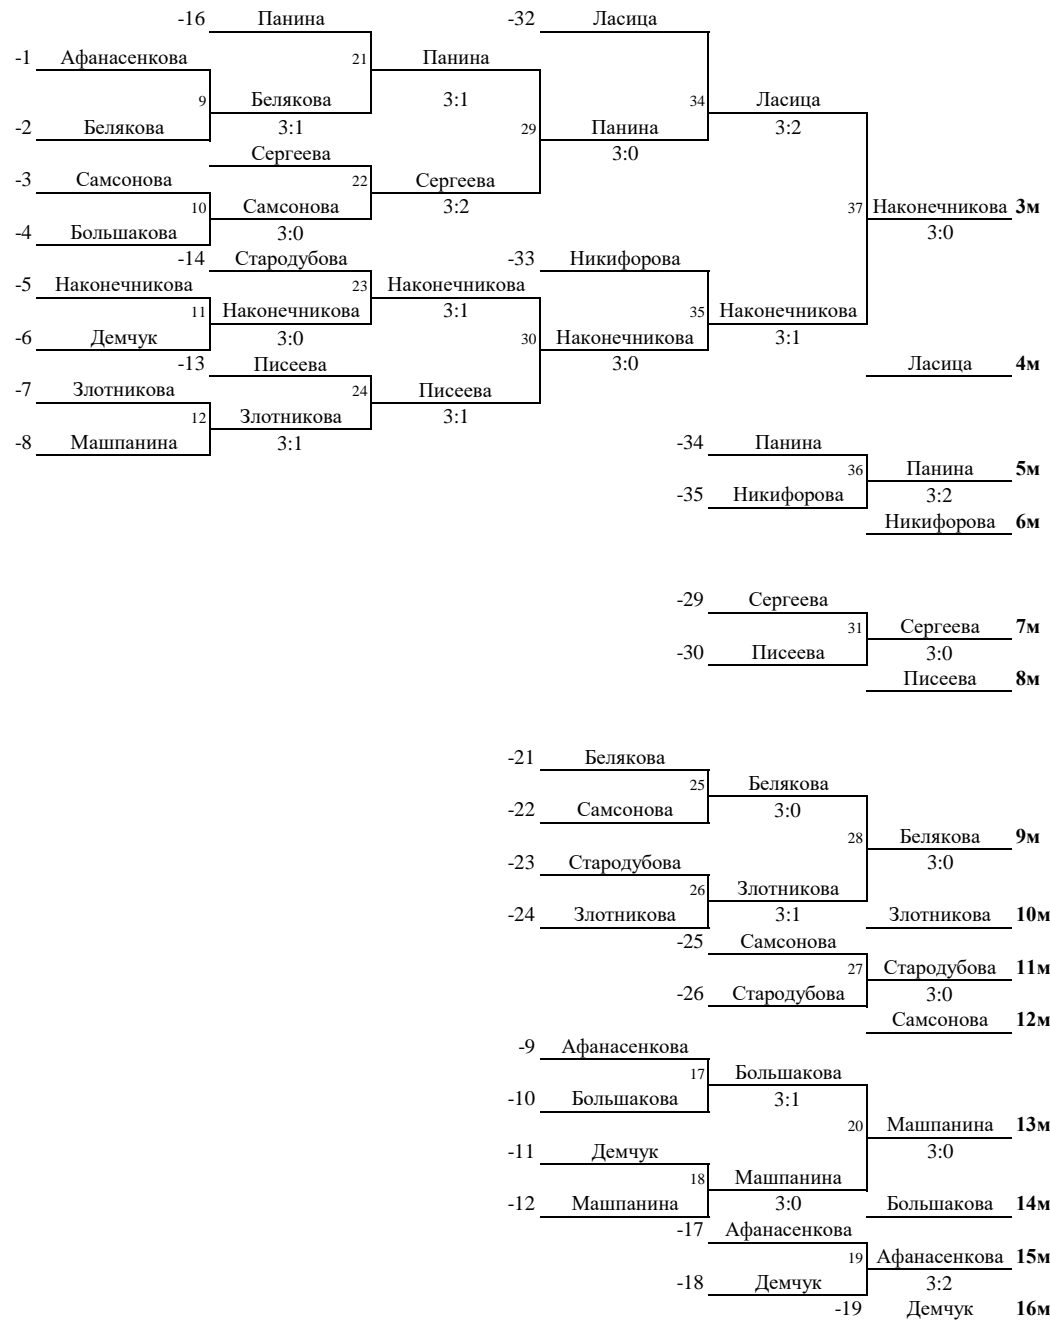 -16 Панина -32 Ласица
-1 Афанасенкова 21 Панина
9 Белякова 3:1 34 Ласица
-2 Белякова 3:1 29 Панина 3:2
Сергеева 3:0
-3 Самсонова 22 Сергеева
10 Самсонова 3:2 37 Наконечникова 3м
-4 Большакова 3:0 3:0
-14 Стародубова -33 Никифорова
-5 Наконечникова 23 Наконечникова
11 Наконечникова 3:1 35 Наконечникова
-6 Демчук 3:0 30 Наконечникова 3:1
-13 Писеева 3:0 Ласица 4м
-7 Злотникова 24 Писеева
12 Злотникова 3:1
-8 Машпанина 3:1 -34 Панина
36 Панина 5м
-35 Никифорова 3:2
Никифорова 6м
-29 Сергеева
31 Сергеева 7м
-30 Писеева 3:0
Писеева 8м
-21 Белякова
25 Белякова
-22 Самсонова 3:0
28 Белякова 9м
-23 Стародубова 3:0
26 Злотникова
-24 Злотникова 3:1 Злотникова 10м
-25 Самсонова
27 Стародубова 11м
-26 Стародубова 3:0
Самсонова 12м
-9 Афанасенкова
17 Большакова
-10 Большакова 3:1
20 Машпанина 13м
-11 Демчук 3:0
18 Машпанина
-12 Машпанина 3:0 Большакова 14м
-17 Афанасенкова
19 Афанасенкова 15м
-18 Демчук 3:2
-19 Демчук 16м